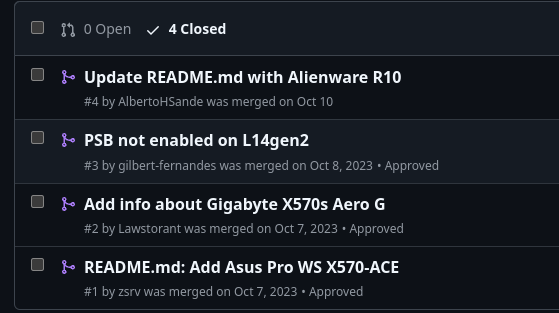 0 Open 4 Closed
Update README.md with Alienware R10
#4 by AlbertoHSande was merged on Oct 10
PSB not enabled on L14gen2
#3 by gilbert-fernandes was merged on Oct 8, 2023 • Approved
Add info about Gigabyte X570s Aero G
#2 by Lawstorant was merged on Oct 7, 2023 • Approved
README.md: Add Asus Pro WS X570-ACE
#1 by zsrv was merged on Oct 7, 2023 • Approved